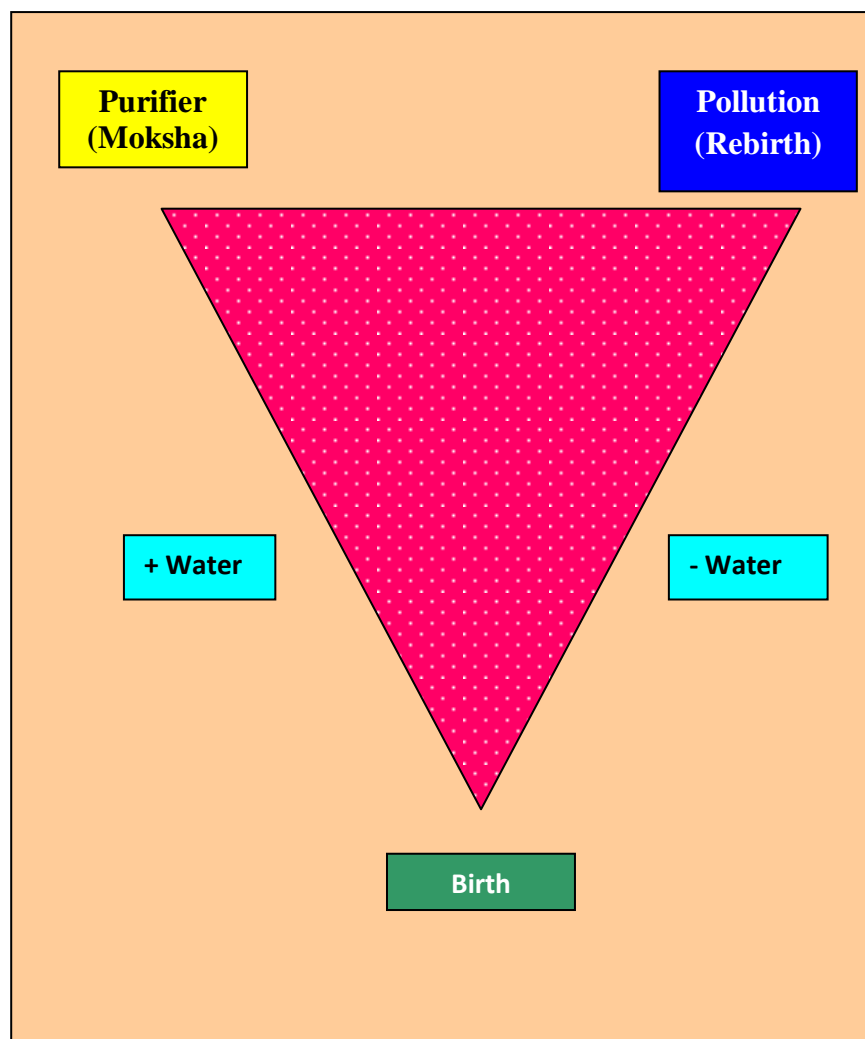 Purifier
(Moksha)
Pollution
(Rebirth)
+ Water
- Water
Birth